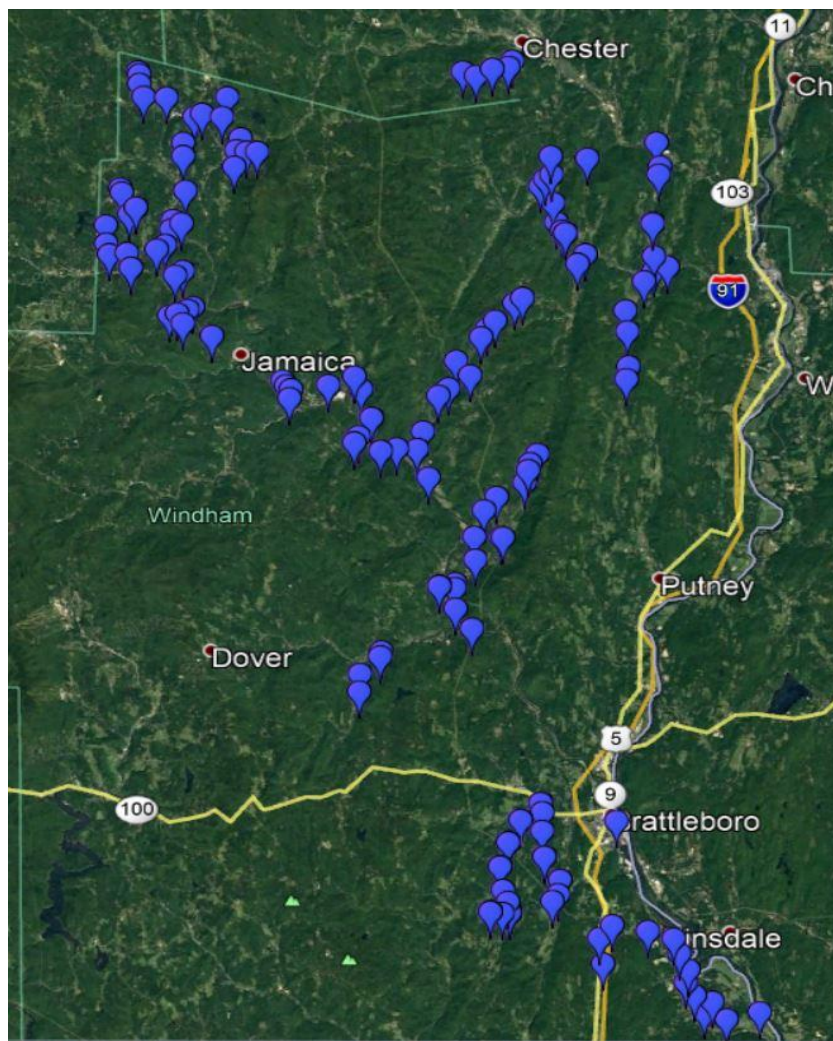 11
Chester
Ch
103
91
Jamaica
W
Windham
Putney
Dover
5
100
9
rattleboro
insdale